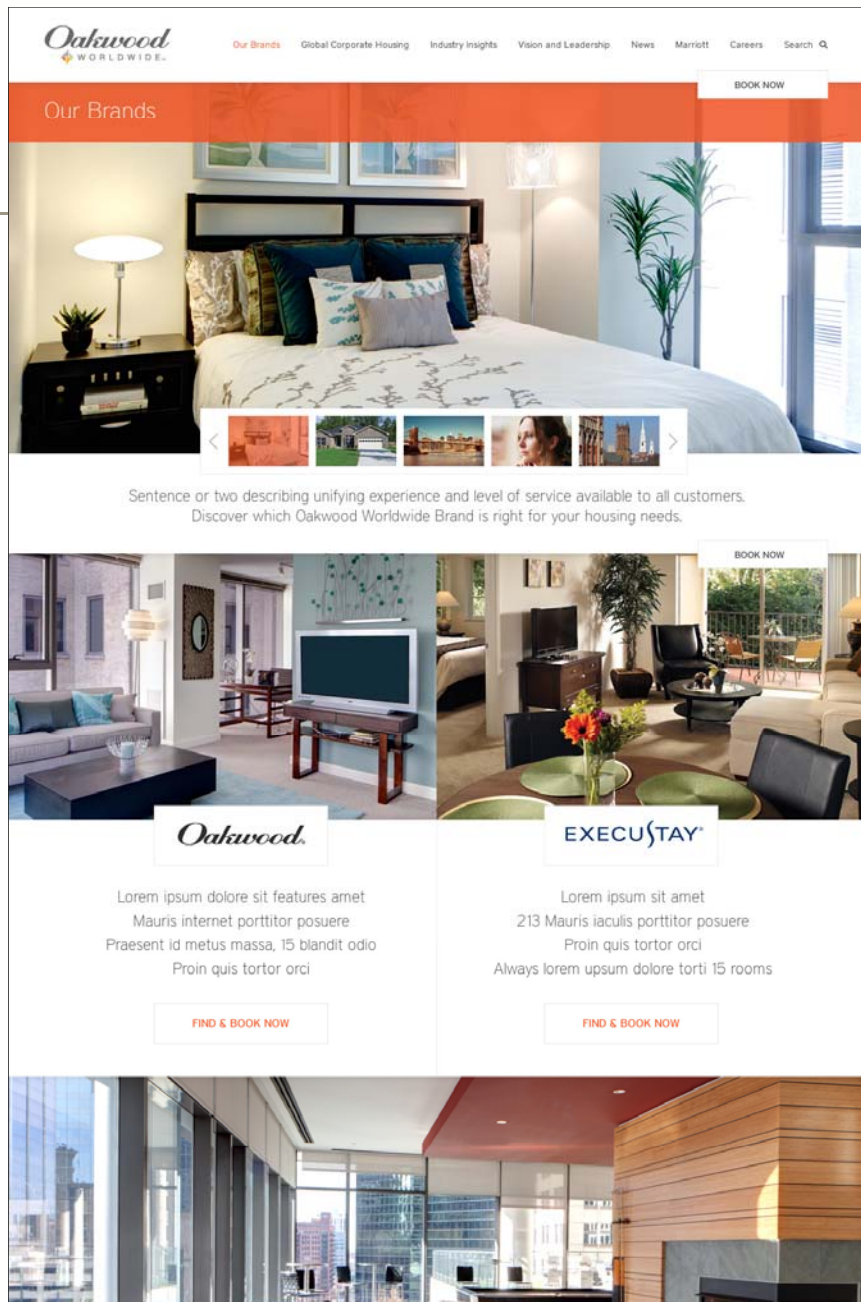 Oakwood
WORLDWIDE
Our Brands
Global Corporate Housing
Industry Insights
Vision and Leadership
News
Marriott
Careers
Search
BOOK NOW
Our Brands
Sentence or two describing unifying experience and level of service available to all customers.
Discover which Oakwood Worldwide Brand is right for your housing needs.
BOOK NOW
Oakwood
Lorem ipsum dolore sit features amet
Mauris internet porttitor posuere
Praesent id metus massa, 15 blandit odio
Proin quis tortor orci
FIND & BOOK NOW
EXECUSTAY®
Lorem ipsum sit amet
213 Mauris iaculis porttitor posuere
Proin quis tortor orci
Always lorem upsum dolore torti 15 rooms
FIND & BOOK NOW